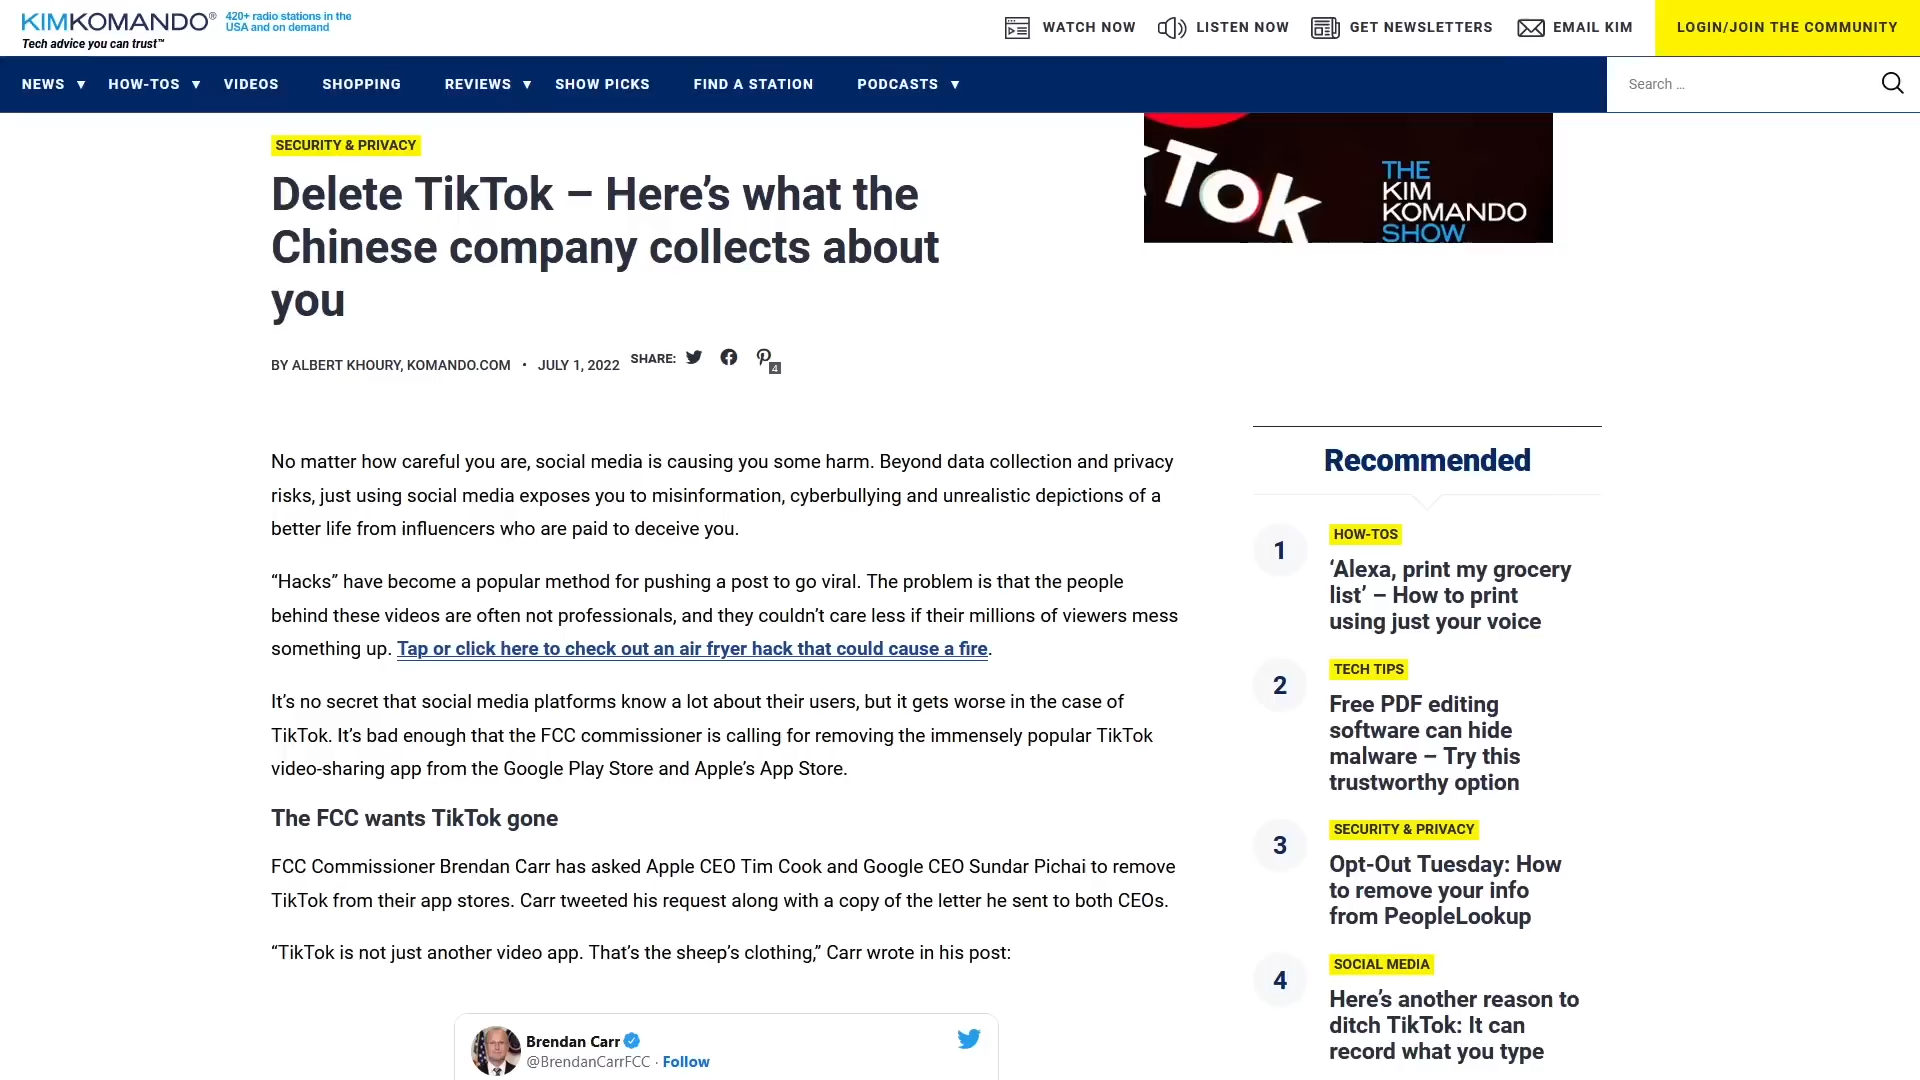 KIMKOMANDO®
420+ radio stations in the
USA and on demand
Tech advice you can trust™
WATCH NOW
LISTEN NOW
GET NEWSLETTERS
EMAIL KIM
LOGIN/JOIN THE COMMUNITY
NEWS ▼ HOW-TOS ▼ VIDEOS SHOPPING REVIEWS ▼ SHOW PICKS FIND A STATION PODCASTS ▼
Search …
SECURITY & PRIVACY
Delete TikTok – Here’s what the
Chinese company collects about
you
BY ALBERT KHOURY, KOMANDO.COM • JULY 1, 2022
SHARE:
4
TOK
THE
KIM
KOMANDO
SHOW
No matter how careful you are, social media is causing you some harm. Beyond data collection and privacy
risks, just using social media exposes you to misinformation, cyberbullying and unrealistic depictions of a
better life from influencers who are paid to deceive you.
“Hacks” have become a popular method for pushing a post to go viral. The problem is that the people
behind these videos are often not professionals, and they couldn’t care less if their millions of viewers mess
something up. Tap or click here to check out an air fryer hack that could cause a fire.
It’s no secret that social media platforms know a lot about their users, but it gets worse in the case of
TikTok. It’s bad enough that the FCC commissioner is calling for removing the immensely popular TikTok
video-sharing app from the Google Play Store and Apple’s App Store.
The FCC wants TikTok gone
FCC Commissioner Brendan Carr has asked Apple CEO Tim Cook and Google CEO Sundar Pichai to remove
TikTok from their app stores. Carr tweeted his request along with a copy of the letter he sent to both CEOs.
“TikTok is not just another video app. That’s the sheep’s clothing,” Carr wrote in his post:
Brendan Carr
@BrendanCarrFCC · Follow
Recommended
1
HOW-TOS
‘Alexa, print my grocery
list’ – How to print
using just your voice
2
TECH TIPS
Free PDF editing
software can hide
malware – Try this
trustworthy option
3
SECURITY & PRIVACY
Opt-Out Tuesday: How
to remove your info
from PeopleLookup
4
SOCIAL MEDIA
Here’s another reason to
ditch TikTok: It can
record what you type